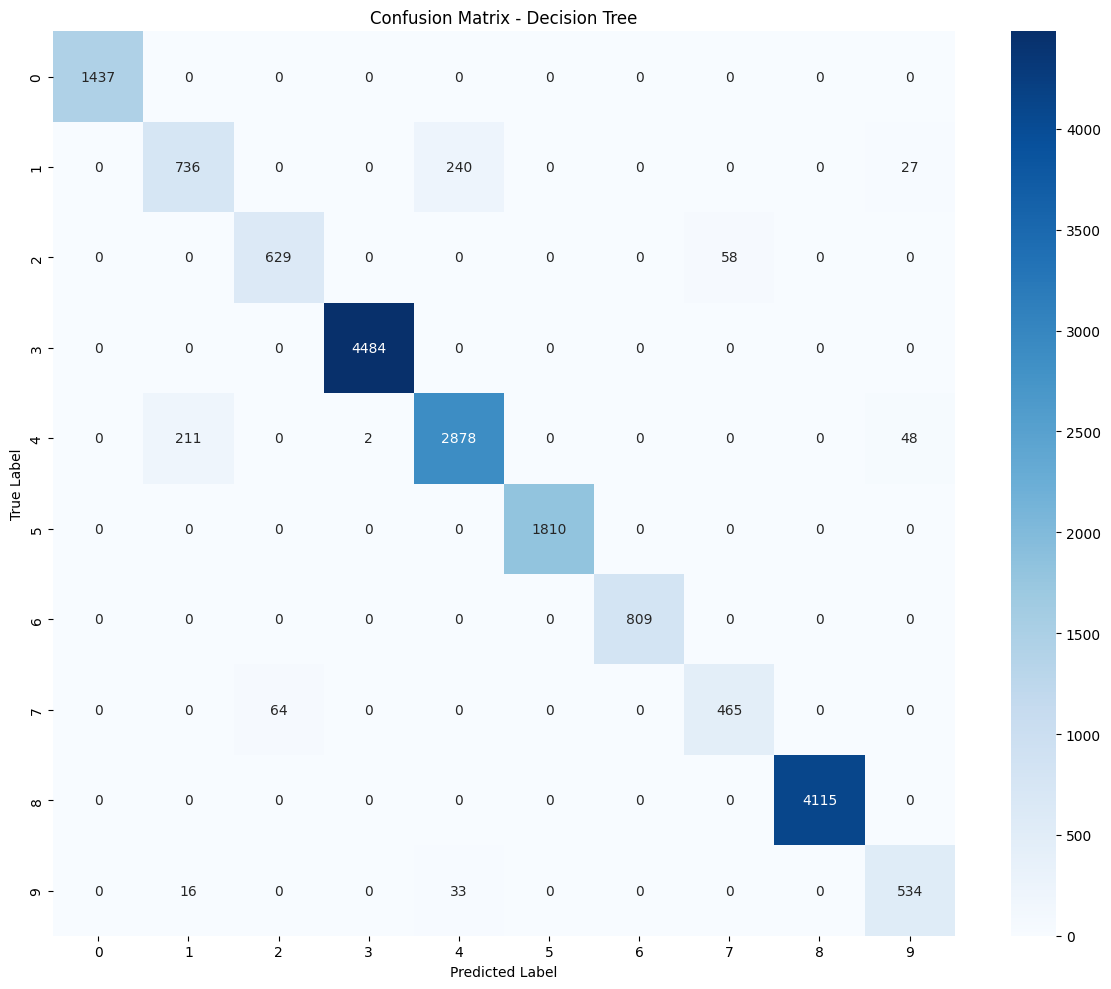 Confusion Matrix - Decision Tree
0 1437 0 0 0 0 0 0 0 0 0
1 0 736 0 0 240 0 0 0 0 27
2 0 0 629 0 0 0 0 58 0 0
3 0 0 0 4484 0 0 0 0 0 0
4 0 211 0 2 2878 0 0 0 0 48
5 0 0 0 0 0 1810 0 0 0 0
6 0 0 0 0 0 0 809 0 0 0
7 0 0 64 0 0 0 0 465 0 0
8 0 0 0 0 0 0 0 0 4115 0
9 0 16 0 0 33 0 0 0 0 534
0 1 2 3 4 5 6 7 8 9
True Label
Predicted Label
4000
3500
3000
2500
2000
1500
1000
500
0